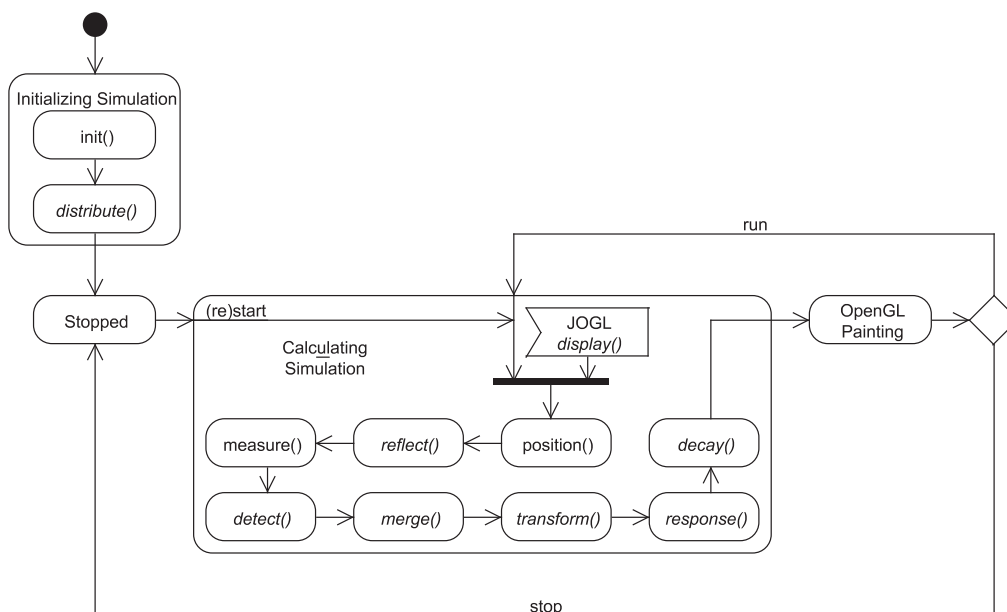 Initializing Simulation
init()
distribute()
run
Stopped
(re)start
JOGL
display()
Calculating
Simulation
OpenGL
Painting
measure()
reflect()
position()
decay()
detect()
merge()
transform()
response()
stop